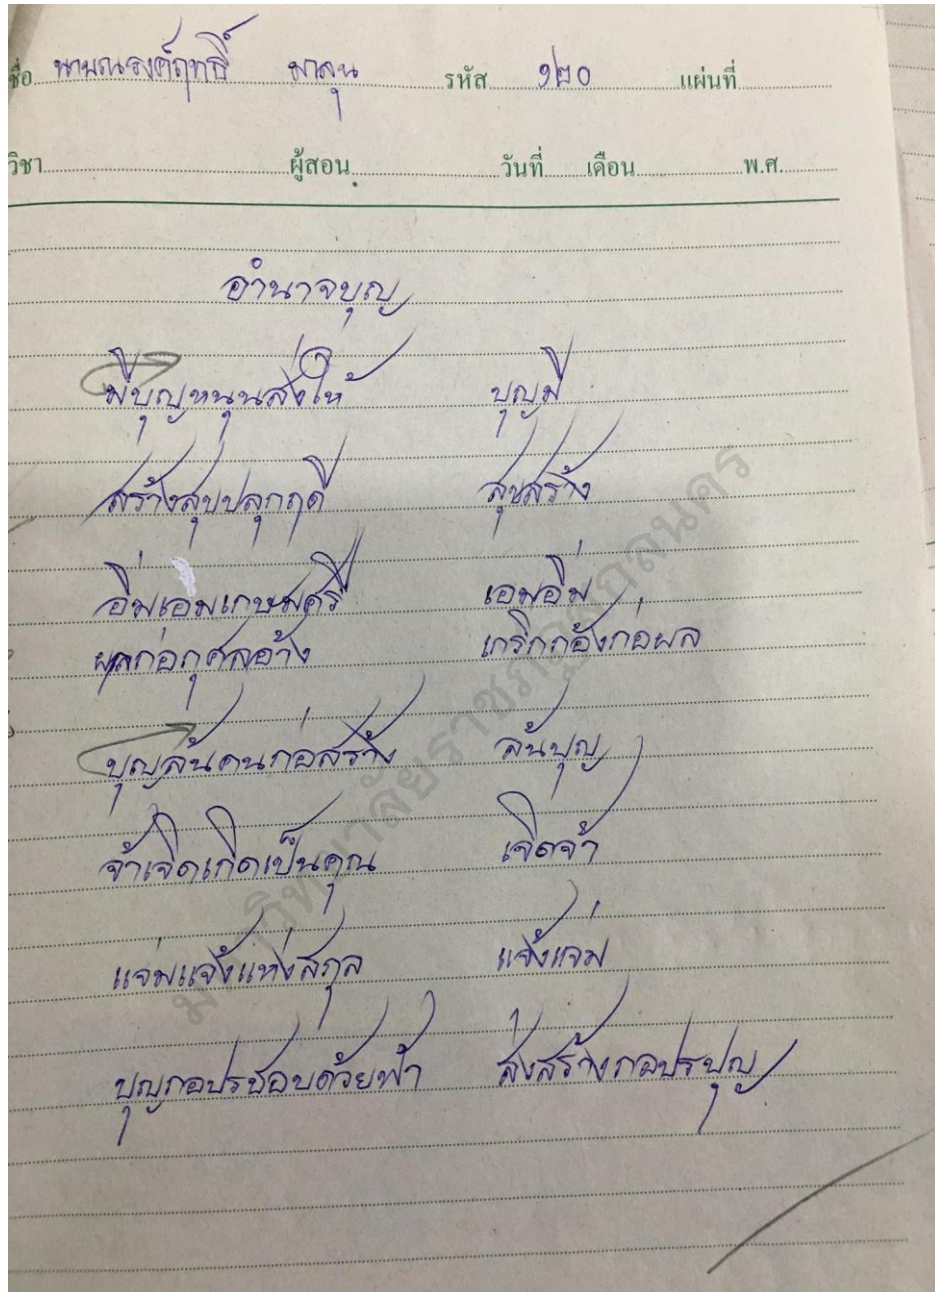 ชื่อ นายณรงค์ฤทธิ์ มาลุน รหัส ๑๒๐ แผ่นที่
วิชา ผู้สอน วันที่ เดือน พ.ศ.
อำนาจบุญ
มีบุญหนุนส่งให้ บุญมี
สร้างสุขปลุกฤดี สุขสร้าง
อิ่มเอมเกษมศรี เอมอิ่ม
ผลก่อกุศลอ้าง เกริกกอังก่อผล
บุญล้นคนก่อสร้าง ล้นบุญ
จ้าเจิดเกิดเป็นคุณ เจิดจ้า
แจ่มแจ้งแห่งสกุล แจ้งแจ่ม
บุญกอปรชอบด้วยฟ้า ส่งสร้างกอปรบุญ